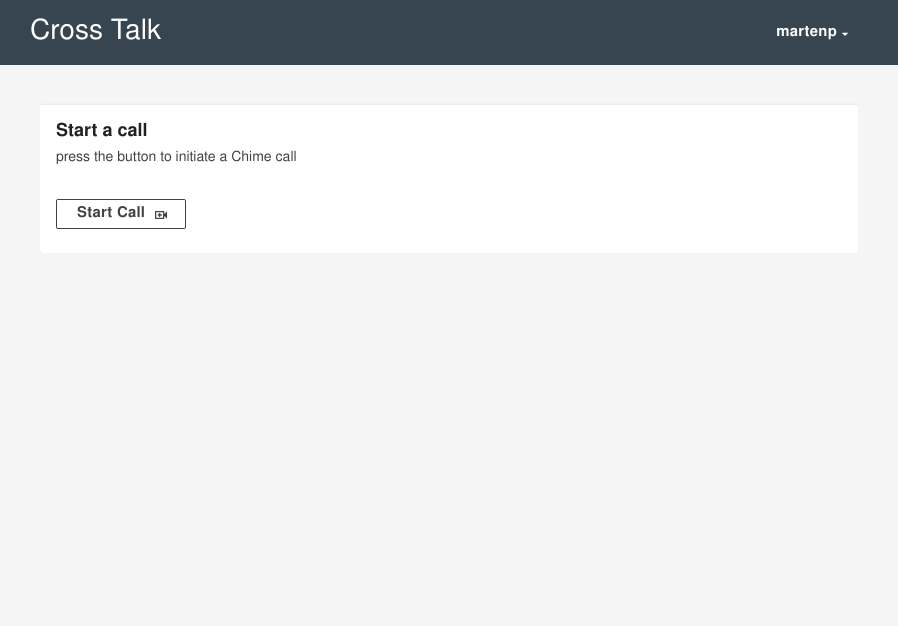 Cross Talk
martenp
Start a call
press the button to initiate a Chime call
Start Call